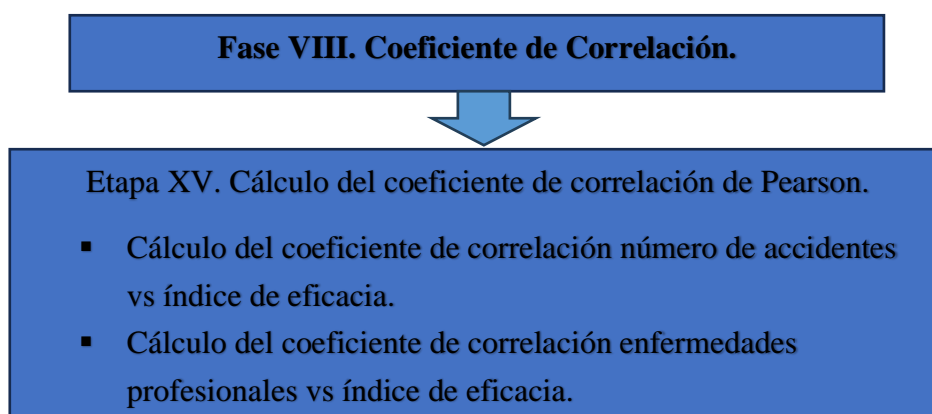 Fase VIII. Coeficiente de Correlación.
Etapa XV. Cálculo del coeficiente de correlación de Pearson.
▪ Cálculo del coeficiente de correlación número de accidentes
vs índice de eficacia.
▪ Cálculo del coeficiente de correlación enfermedades
profesionales vs índice de eficacia.